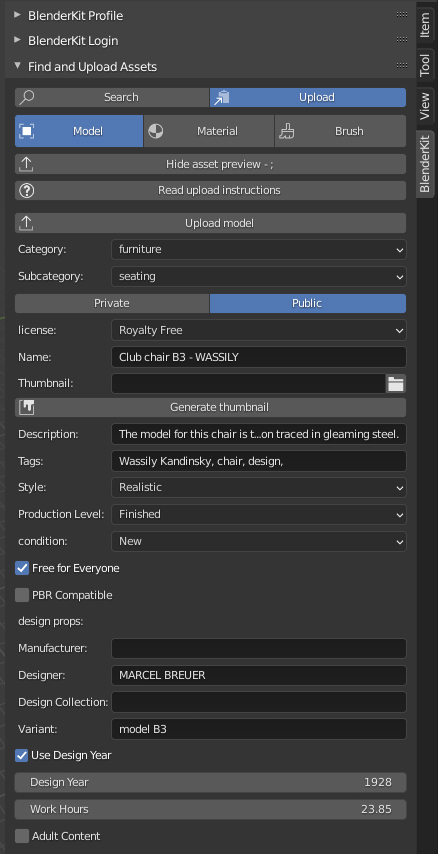 BlenderKit Profile
BlenderKit Login
Find and Upload Assets
Search Upload
Model Material Brush
Hide asset preview - ;
Read upload instructions
Upload model
Category: furniture
Subcategory: seating
Private Public
license: Royalty Free
Name: Club chair B3 - WASSILY
Thumbnail:
Generate thumbnail
Description: The model for this chair is t...on traced in gleaming steel.
Tags: Wassily Kandinsky, chair, design,
Style: Realistic
Production Level: Finished
condition: New
Free for Everyone
PBR Compatible
design props:
Manufacturer:
Designer: MARCEL BREUER
Design Collection:
Variant: model B3
Use Design Year
Design Year 1928
Work Hours 23.85
Adult Content
Item
Tool
View
BlenderKit